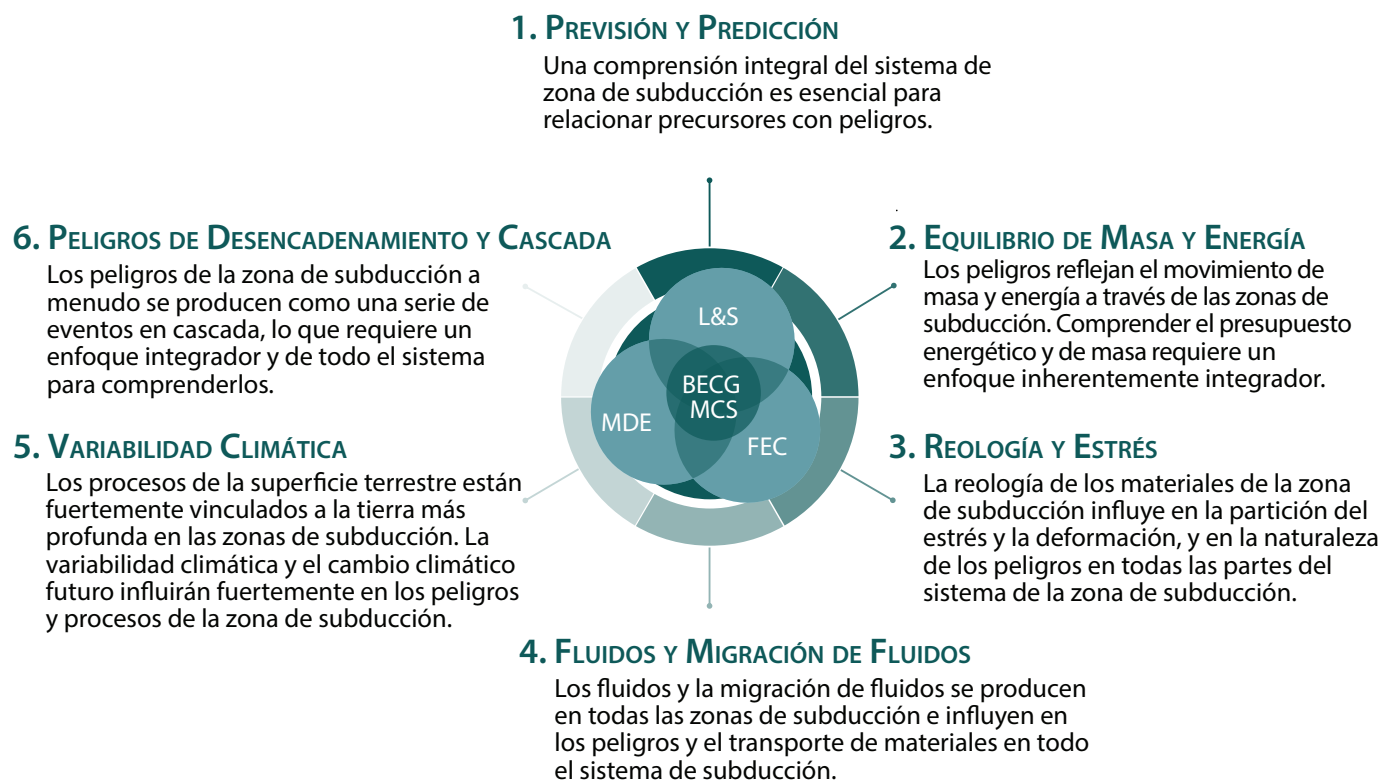 1. Previsión y Predicción
Una comprensión integral del sistema de
zona de subducción es esencial para
relacionar precursores con peligros.
6. Peligros de Desencadenamiento y Cascada
Los peligros de la zona de subducción a
menudo se producen como una serie de
eventos en cascada, lo que requiere un
enfoque integrador y de todo el sistema
para comprenderlos.
2. Equilibrio de Masa y Energía
Los peligros reflejan el movimiento de
masa y energía a través de las zonas de
subducción. Comprender el presupuesto
energético y de masa requiere un
enfoque inherentemente integrador.
L&S
BECG
MCS
MDE
FEC
5. Variabilidad Climática
Los procesos de la superficie terrestre están
fuertemente vinculados a la tierra más
profunda en las zonas de subducción. La
variabilidad climática y el cambio climático
futuro influirán fuertemente en los peligros
y procesos de la zona de subducción.
3. Reología y Estrés
La reología de los materiales de la zona
de subducción influye en la partición del
estrés y la deformación, y en la naturaleza
de los peligros en todas las partes del
sistema de la zona de subducción.
4. Fluidos y Migración de Fluidos
Los fluidos y la migración de fluidos se producen
en todas las zonas de subducción e influyen en
los peligros y el transporte de materiales en todo
el sistema de subducción.